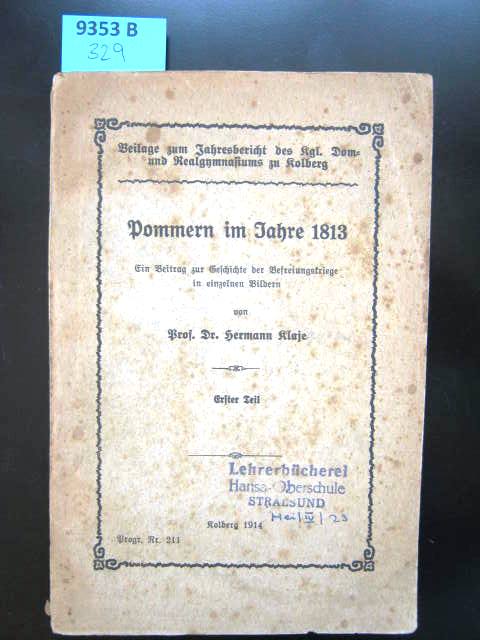 9353 B
329
Beilage zum Jahresbericht des Kgl. Dom-
und Realgymnasiums zu Kolberg
Pommern im Jahre 1813
Ein Beitrag zur Geschichte der Befreiungskriege
in einzelnen Bildern
von
Prof. Dr. Hermann Klaje
Erster Teil
Lehrerbücherei
Hansa-Oberschule
STRALSUND
Kolberg 1914
Progr. Nr. 211